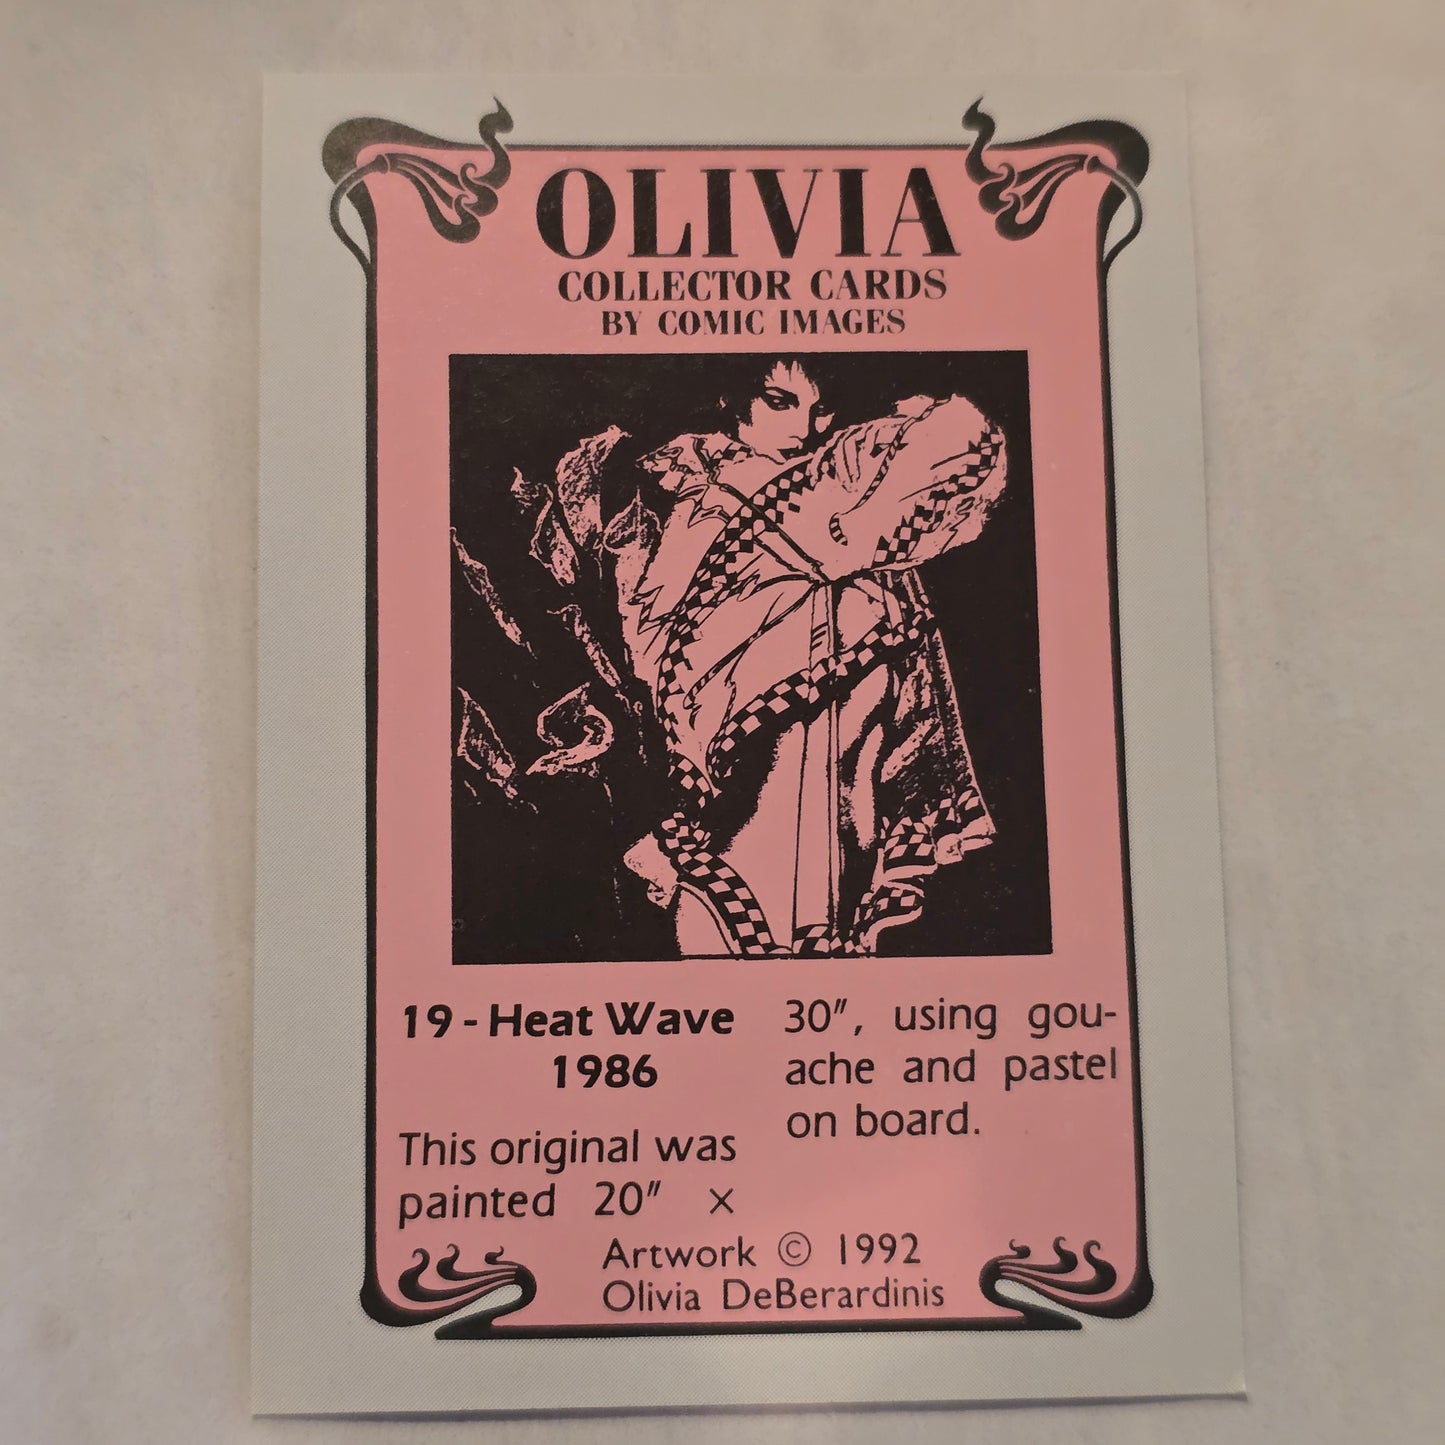 OLIVIA
COLLECTOR CARDS
BY COMIC IMAGES
19 - Heat Wave
1986
This original was
painted 20" ×
30", using gou-
ache and pastel
on board.
Artwork © 1992
Olivia DeBerardinis